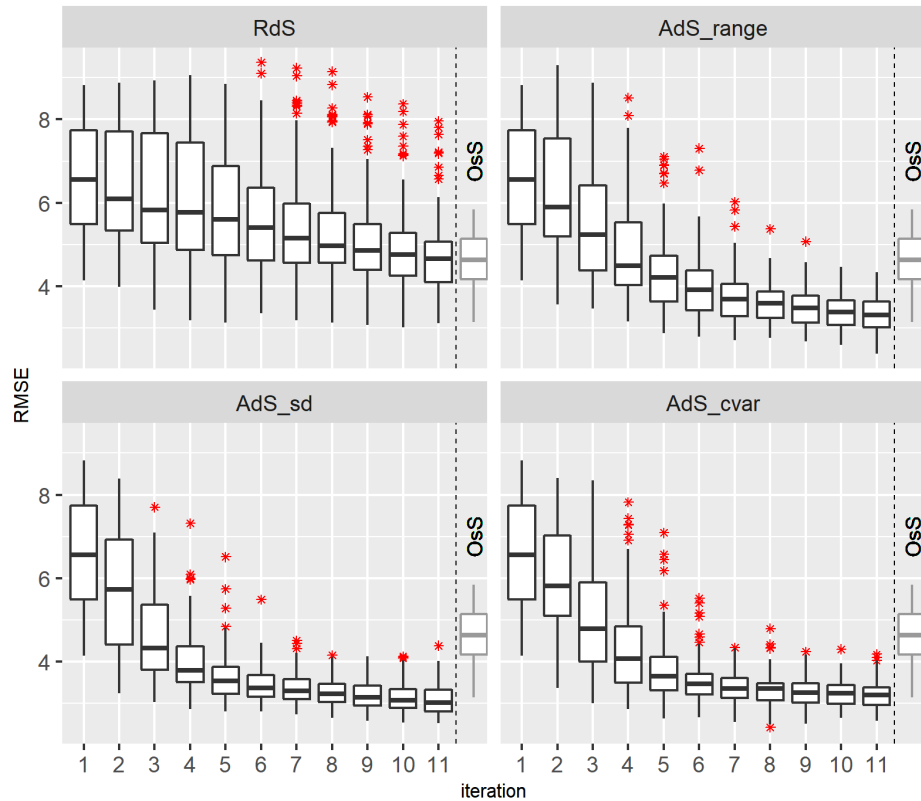 RdS
AdS_range
8
6
4
OsS
OsS
RMSE
AdS_sd
AdS_cvar
8
6
4
OsS
OsS
1 2 3 4 5 6 7 8 9 10 11
1 2 3 4 5 6 7 8 9 10 11
iteration